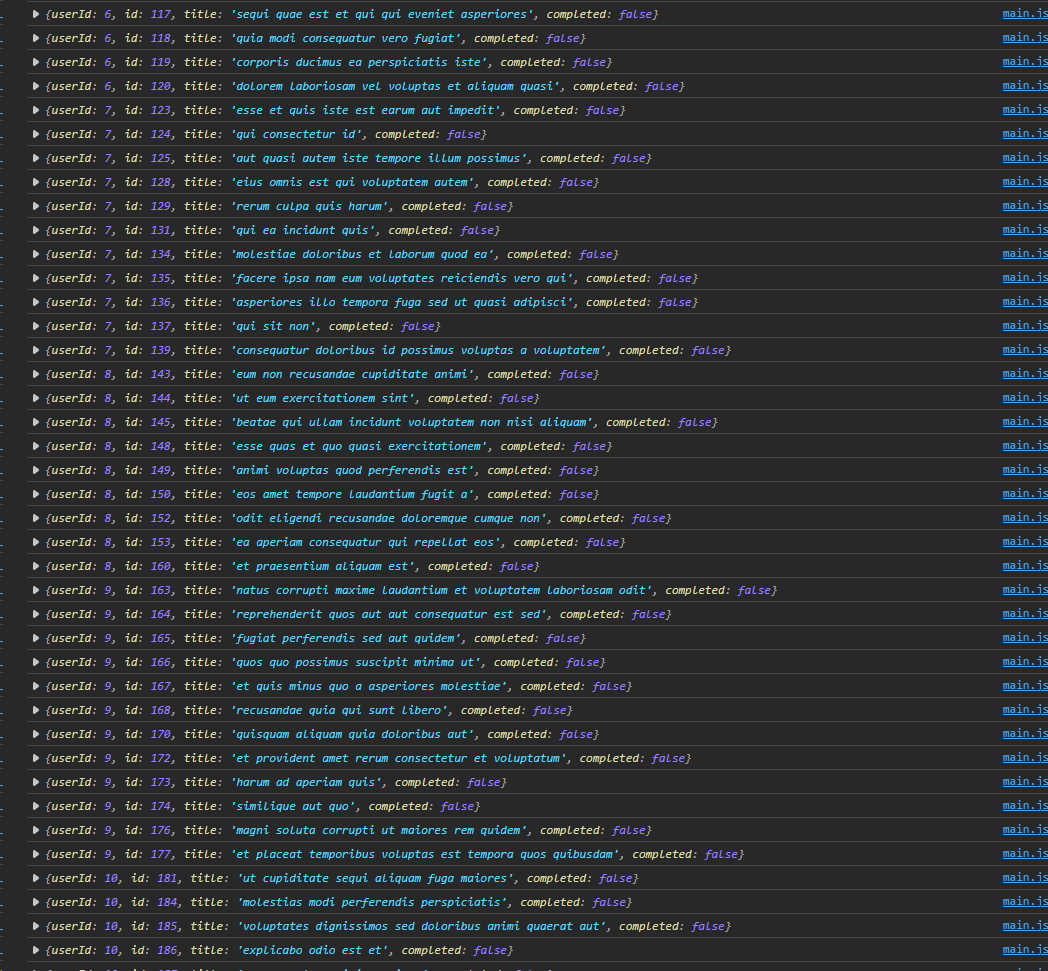 {userId: 6, id: 117, title: 'sequi quae est et qui qui eveniet asperiores', completed: false} main.js
{userId: 6, id: 118, title: 'quia modi consequatur vero fugiat', completed: false} main.js
{userId: 6, id: 119, title: 'corporis ducimus ea perspiciatis iste', completed: false} main.js
{userId: 6, id: 120, title: 'dolorem laboriosam vel voluptas et aliquam quasi', completed: false} main.js
{userId: 7, id: 123, title: 'esse et quis iste est earum aut impedit', completed: false} main.js
{userId: 7, id: 124, title: 'qui consectetur id', completed: false} main.js
{userId: 7, id: 125, title: 'aut quasi autem iste tempore illum possimus', completed: false} main.js
{userId: 7, id: 128, title: 'eius omnis est qui voluptatem autem', completed: false} main.js
{userId: 7, id: 129, title: 'rerum culpa quis harum', completed: false} main.js
{userId: 7, id: 131, title: 'qui ea incidunt quis', completed: false} main.js
{userId: 7, id: 134, title: 'molestiae doloribus et laborum quod ea', completed: false} main.js
{userId: 7, id: 135, title: 'facere ipsa nam eum voluptates reiciendis vero qui', completed: false} main.js
{userId: 7, id: 136, title: 'asperiores illo tempora fuga sed ut quasi adipisci', completed: false} main.js
{userId: 7, id: 137, title: 'qui sit non', completed: false} main.js
{userId: 7, id: 139, title: 'consequatur doloribus id possimus voluptas a voluptatem', completed: false} main.js
{userId: 8, id: 143, title: 'eum non recusandae cupiditate animi', completed: false} main.js
{userId: 8, id: 144, title: 'ut eum exercitationem sint', completed: false} main.js
{userId: 8, id: 145, title: 'beatae qui ullam incidunt voluptatem non nisi aliquam', completed: false} main.js
{userId: 8, id: 148, title: 'esse quas et quo quasi exercitationem', completed: false} main.js
{userId: 8, id: 149, title: 'animi voluptas quod perferendis est', completed: false} main.js
{userId: 8, id: 150, title: 'eos amet tempore laudantium fugit a', completed: false} main.js
{userId: 8, id: 152, title: 'odit eligendi recusandae doloremque cumque non', completed: false} main.js
{userId: 8, id: 153, title: 'ea aperiam consequatur qui repellat eos', completed: false} main.js
{userId: 8, id: 160, title: 'et praesentium aliquam est', completed: false} main.js
{userId: 9, id: 163, title: 'natus corrupti maxime laudantium et voluptatem laboriosam odit', completed: false} main.js
{userId: 9, id: 164, title: 'reprehenderit quos aut aut consequatur est sed', completed: false} main.js
{userId: 9, id: 165, title: 'fugiat perferendis sed aut quidem', completed: false} main.js
{userId: 9, id: 166, title: 'quos quo possimus suscipit minima ut', completed: false} main.js
{userId: 9, id: 167, title: 'et quis minus quo a asperiores molestiae', completed: false} main.js
{userId: 9, id: 168, title: 'recusandae quia qui sunt libero', completed: false} main.js
{userId: 9, id: 170, title: 'quisquam aliquam quia doloribus aut', completed: false} main.js
{userId: 9, id: 172, title: 'et provident amet rerum consectetur et voluptatum', completed: false} main.js
{userId: 9, id: 173, title: 'harum ad aperiam quis', completed: false} main.js
{userId: 9, id: 174, title: 'similique aut quo', completed: false} main.js
{userId: 9, id: 176, title: 'magni soluta corrupti ut maiores rem quidem', completed: false} main.js
{userId: 9, id: 177, title: 'et placeat temporibus voluptas est tempora quos quibusdam', completed: false} main.js
{userId: 10, id: 181, title: 'ut cupiditate sequi aliquam fuga maiores', completed: false} main.js
{userId: 10, id: 184, title: 'molestias modi perferendis perspiciatis', completed: false} main.js
{userId: 10, id: 185, title: 'voluptates dignissimos sed doloribus animi quaerat aut', completed: false} main.js
{userId: 10, id: 186, title: 'explicabo odio est et', completed: false} main.js